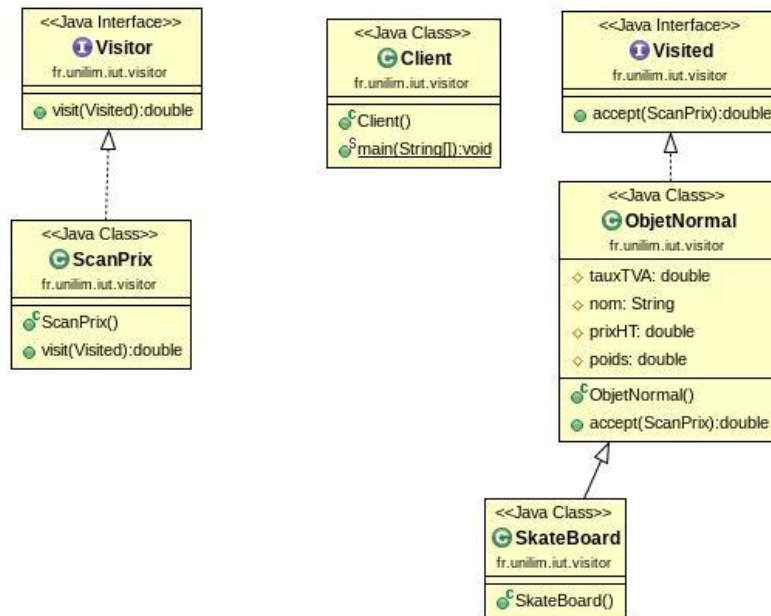 <<Java Interface>>
Visitor
fr.unilim.iut.visitor
visit(Visited):double
<<Java Class>>
ScanPrix
fr.unilim.iut.visitor
ScanPrix()
visit(Visited):double
<<Java Class>>
Client
fr.unilim.iut.visitor
Client()
main(String[]):void
<<Java Interface>>
Visited
fr.unilim.iut.visitor
accept(ScanPrix):double
<<Java Class>>
ObjetNormal
fr.unilim.iut.visitor
tauxTVA: double
nom: String
prixHT: double
poids: double
ObjetNormal()
accept(ScanPrix):double
<<Java Class>>
SkateBoard
fr.unilim.iut.visitor
SkateBoard()